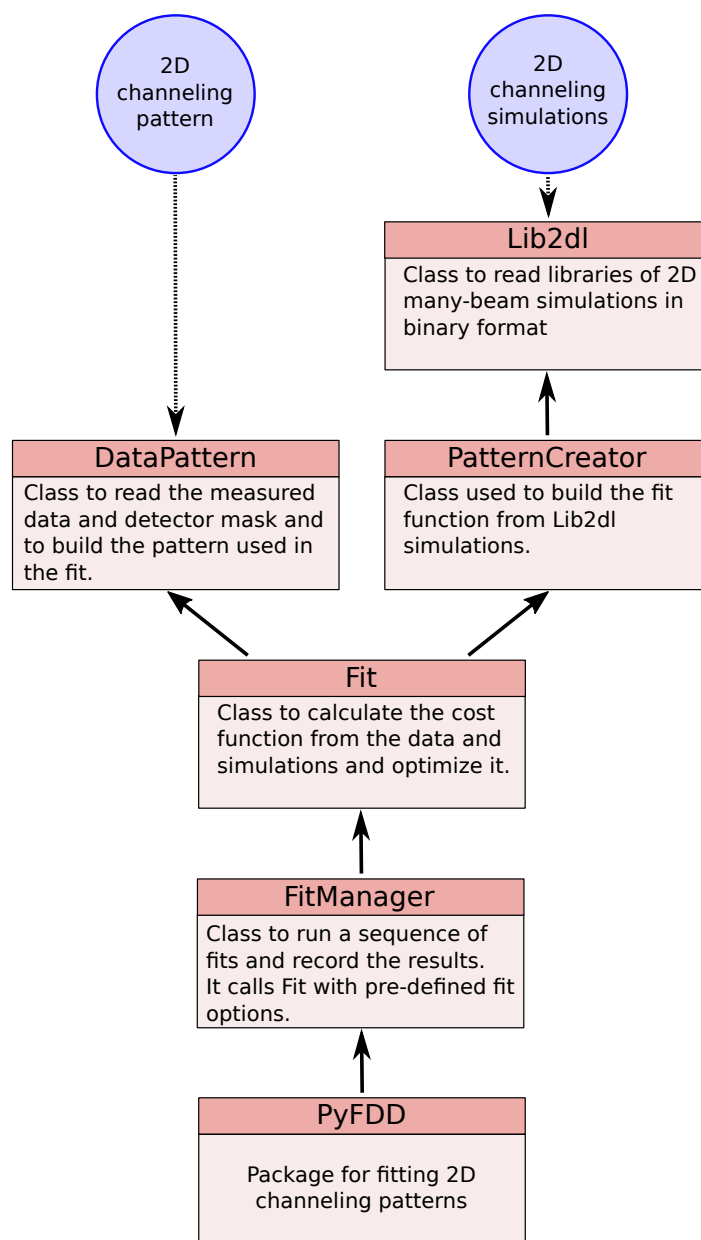 2D
channeling
pattern
2D
channeling
simulations
Lib2dl
Class to read libraries of 2D
many-beam simulations in
binary format
DataPattern
Class to read the measured
data and detector mask and
to build the pattern used in
the fit.
PatternCreator
Class used to build the fit
function from Lib2dl
simulations.
Fit
Class to calculate the cost
function from the data and
simulations and optimize it.
FitManager
Class to run a sequence of
fits and record the results.
It calls Fit with pre-defined fit
options.
PyFDD
Package for fitting 2D
channeling patterns